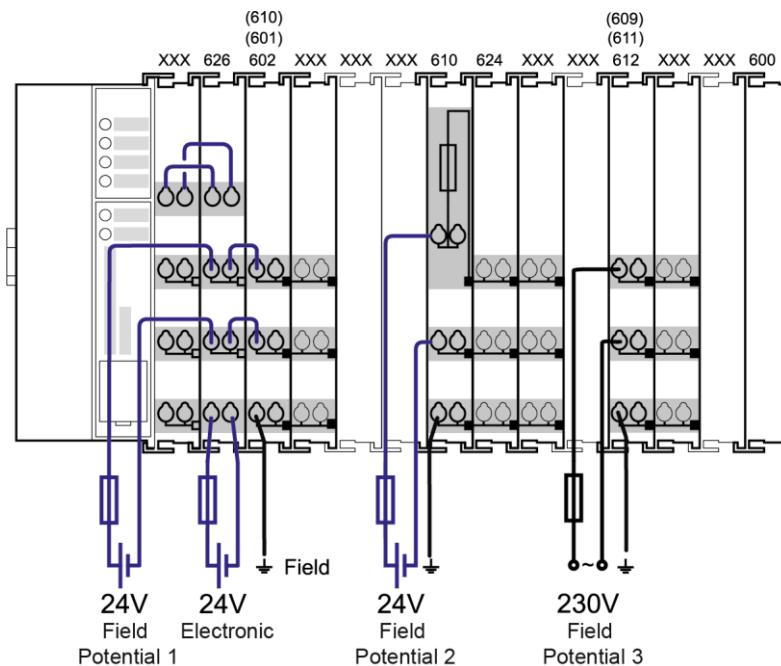 (610)
(601)
(609)
(611)
XXX 626 602 XXX XXX XXX 610 624 XXX XXX 612 XXX XXX 600
Field
24V
Field
Potential 1
24V
Electronic
24V
Field
Potential 2
~
230V
Field
Potential 3